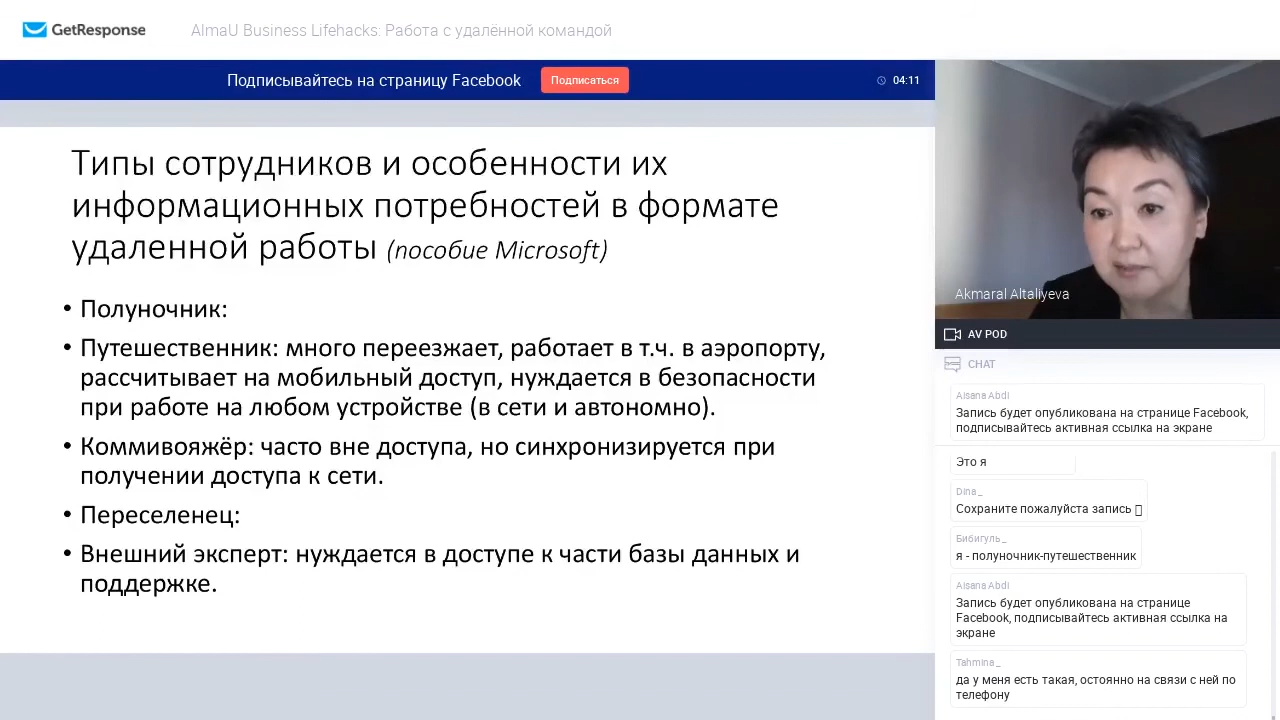 GetResponse
AlmaU Business Lifehacks: Работа с удалённой командой
Подписывайтесь на страницу Facebook
Подписаться
04:11
Типы сотрудников и особенности их
информационных потребностей в формате
удаленной работы (пособие Microsoft)
• Полуночник:
• Путешественник: много переезжает, работает в т.ч. в аэропорту,
рассчитывает на мобильный доступ, нуждается в безопасности
при работе на любом устройстве (в сети и автономно).
• Коммивояжёр: часто вне доступа, но синхронизируется при
получении доступа к сети.
• Переселенец:
• Внешний эксперт: нуждается в доступе к части базы данных и
поддержке.
Akmaral Altaliyeva
AV POD
CHAT
Aisana Abdi
Запись будет опубликована на странице Facebook,
подписывайтесь активная ссылка на экране
Это я
Dina _
Сохраните пожалуйста запись
Бибигуль _
я - полуночник-путешественник
Aisana Abdi
Запись будет опубликована на странице
Facebook, подписывайтесь активная ссылка на
экране
Tahmina _
да у меня есть такая, остоянно на связи с ней по
телефону